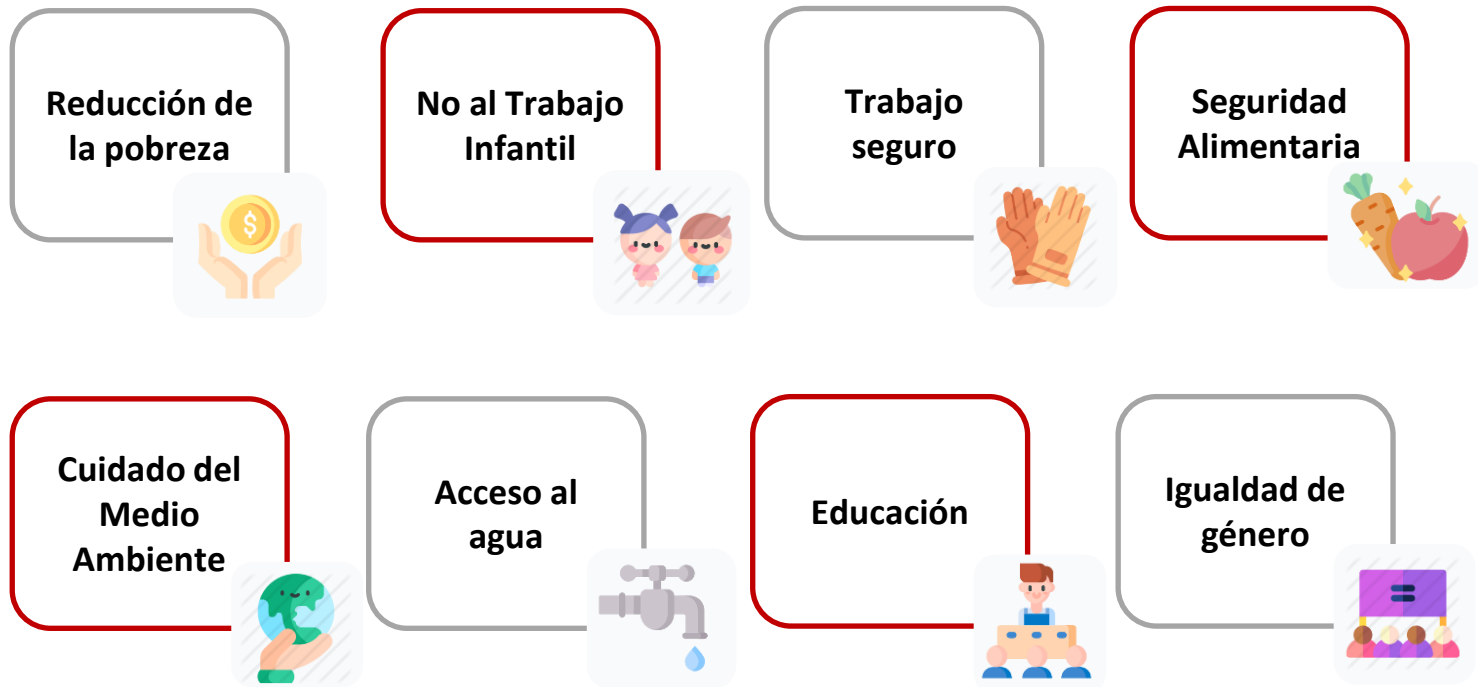 Reducción de
la pobreza
No al Trabajo
Infantil
Trabajo
seguro
Seguridad
Alimentaria
$
Cuidado del
Medio
Ambiente
Acceso al
agua
Educación
Igualdad de
género
=